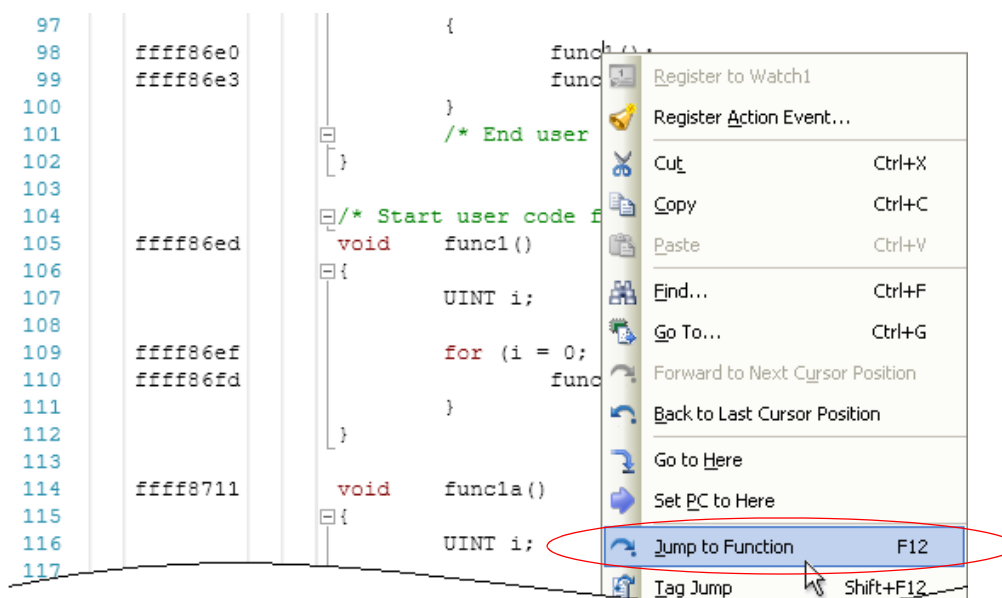 97 {
98 ffff86e0 func1();
99 ffff86e3 func
100 }
101 /* End user
102 }
103
104 /* Start user code f
105 ffff86ed void func1()
106 {
107 UINT i;
108
109 ffff86ef for (i = 0;
110 ffff86fd func
111 }
112 }
113
114 ffff8711 void func1a()
115 {
116 UINT i;
117
Register to Watch1
Register Action Event...
Cut Ctrl+X
Copy Ctrl+C
Paste Ctrl+V
Find... Ctrl+F
Go To... Ctrl+G
Forward to Next Cursor Position
Back to Last Cursor Position
Go to Here
Set PC to Here
Jump to Function F12
Tag Jump Shift+F12